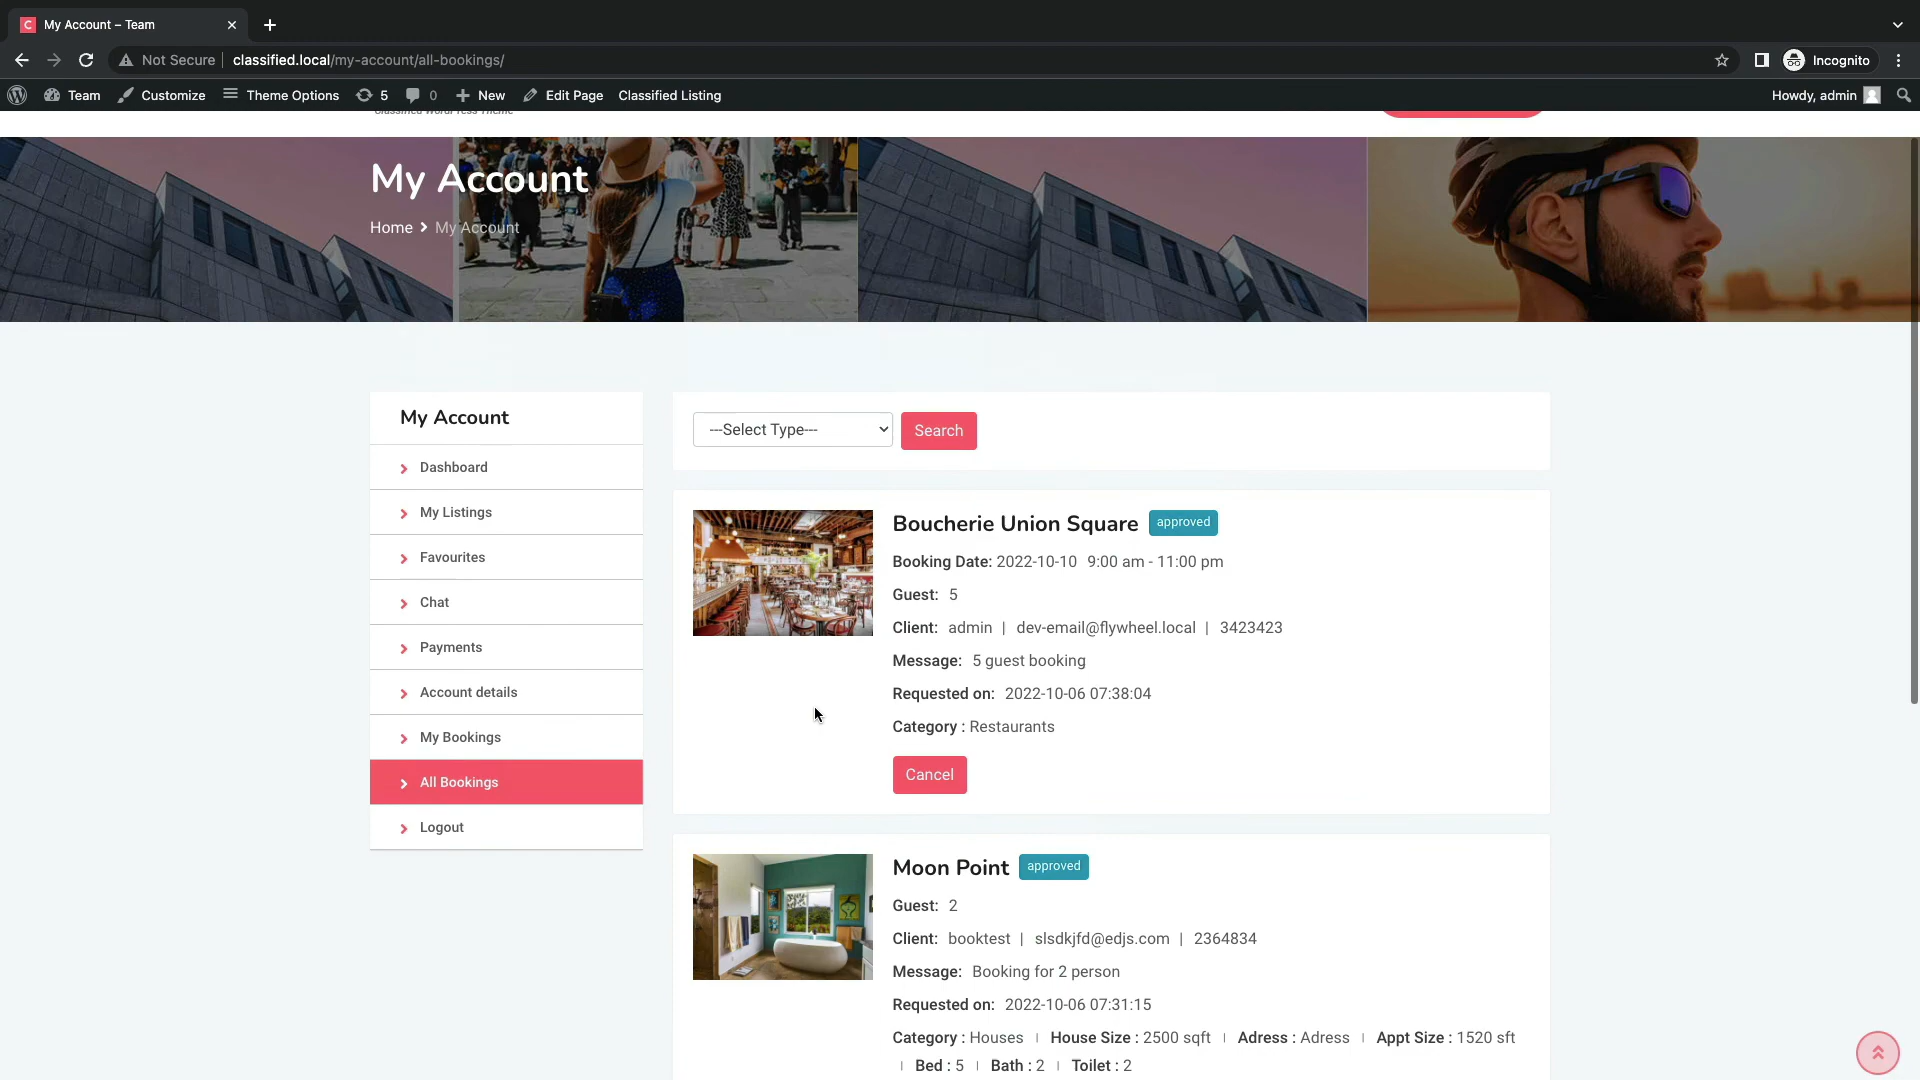 My Account – Team
Not Secure
classified.local/my-account/all-bookings/
Incognito
Team
Customize
Theme Options
5
0
New
Edit Page
Classified Listing
Howdy, admin
Classified WordPress Theme
My Account
Home
My Account
My Account
Dashboard
My Listings
Favourites
Chat
Payments
Account details
My Bookings
All Bookings
Logout
---Select Type---
Search
Boucherie Union Square approved
Booking Date: 2022-10-10 9:00 am - 11:00 pm
Guest: 5
Client: admin | dev-email@flywheel.local | 3423423
Message: 5 guest booking
Requested on: 2022-10-06 07:38:04
Category : Restaurants
Cancel
Moon Point approved
Guest: 2
Client: booktest | slsdkjfd@edjs.com | 2364834
Message: Booking for 2 person
Requested on: 2022-10-06 07:31:15
Category : Houses | House Size : 2500 sqft | Adress : Adress | Appt Size : 1520 sft
| Bed : 5 | Bath : 2 | Toilet : 2